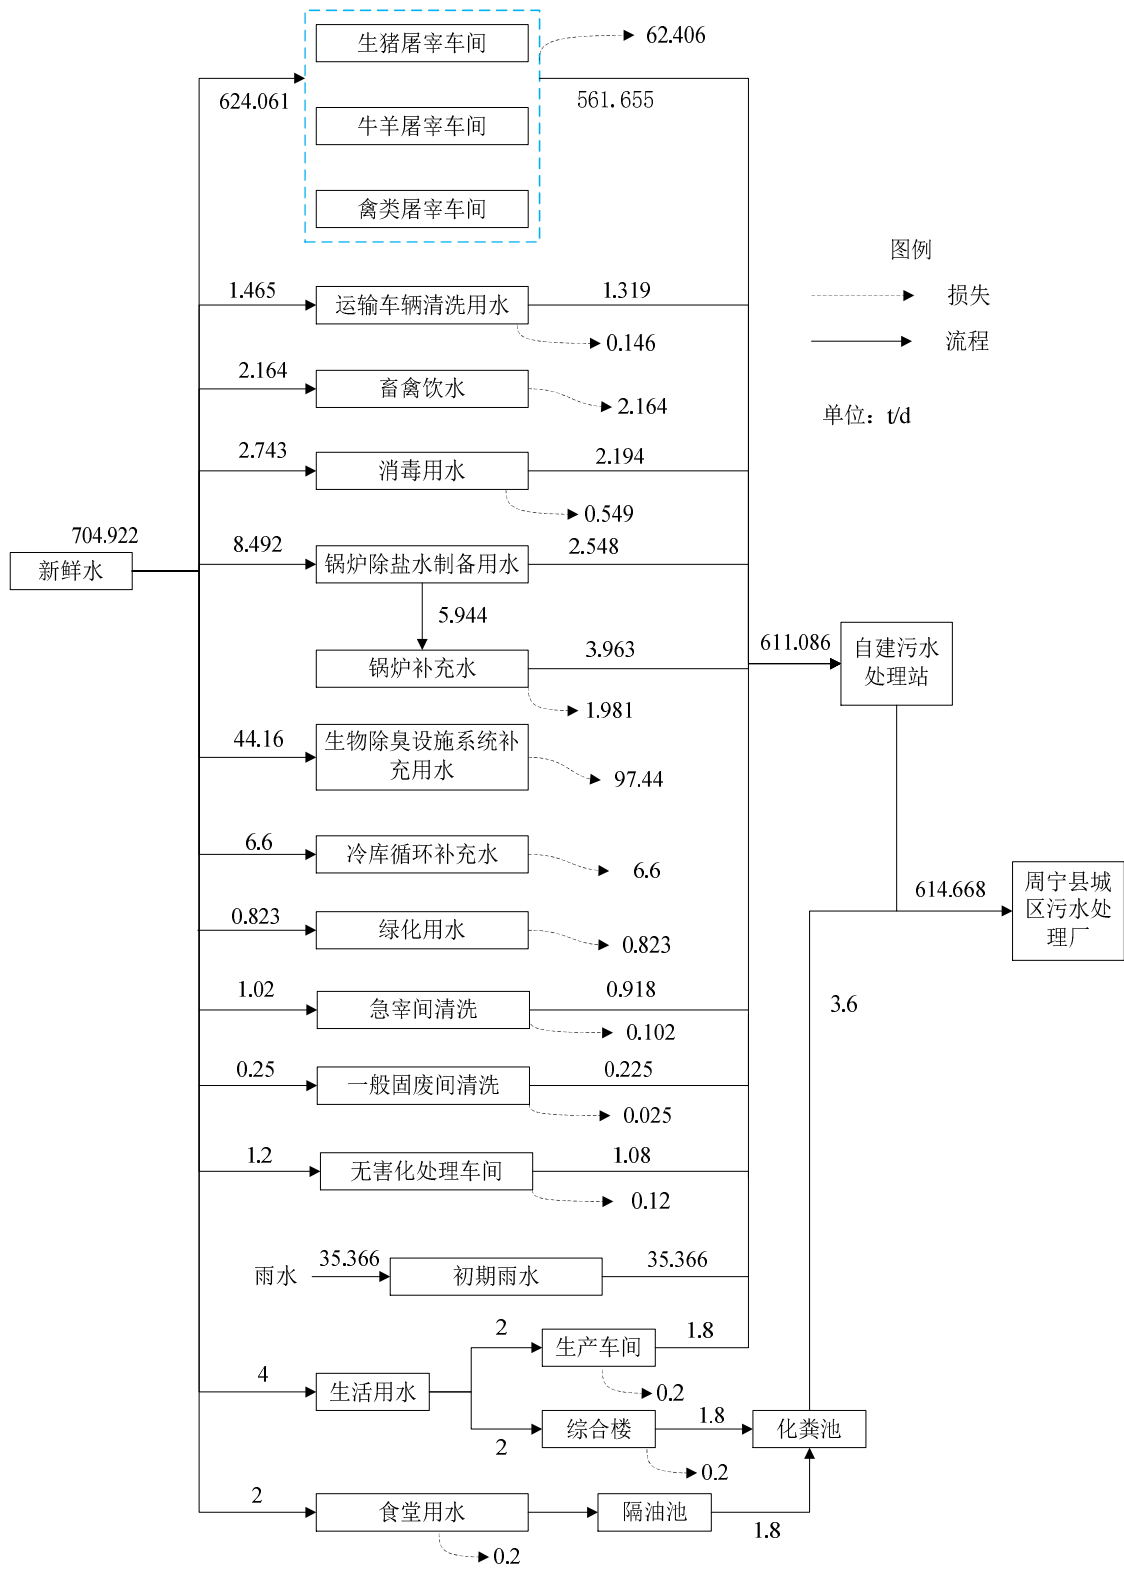 生猪屠宰车间
62.406
624.061
561.655
牛羊屠宰车间
禽类屠宰车间
图例
损失
流程
单位：t/d
1.465
运输车辆清洗用水
1.319
0.146
2.164
畜禽饮水
2.164
2.743
消毒用水
2.194
0.549
704.922
新鲜水
8.492
锅炉除盐水制备用水
2.548
5.944
锅炉补充水
3.963
1.981
611.086
自建污水
处理站
44.16
生物除臭设施系统补
充用水
97.44
6.6
冷库循环补充水
6.6
614.668
周宁县城
区污水处
理厂
0.823
绿化用水
0.823
1.02
急宰间清洗
0.918
0.102
3.6
0.25
一般固废间清洗
0.225
0.025
1.2
无害化处理车间
1.08
0.12
雨水
35.366
初期雨水
35.366
4
生活用水
2
生产车间
1.8
0.2
2
综合楼
1.8
0.2
化粪池
2
食堂用水
0.2
隔油池
1.8